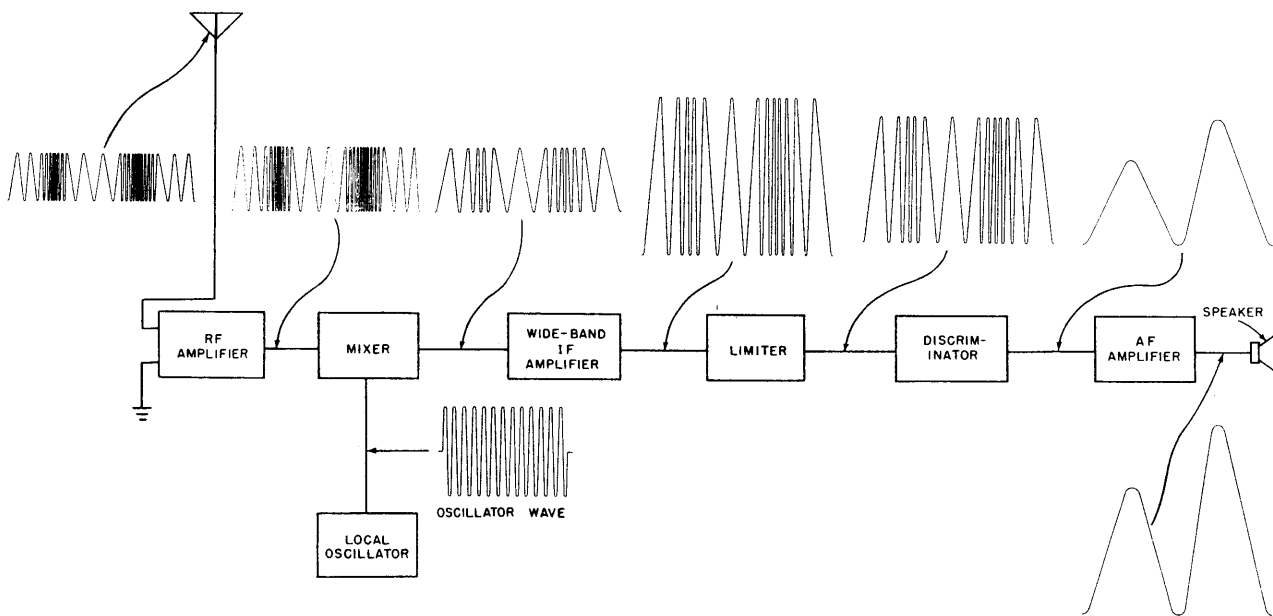 SPEAKER
RF
AMPLIFIER
MIXER
WIDE-BAND
IF
AMPLIFIER
LIMITER
DISCRIM-
INATOR
AF
AMPLIFIER
OSCILLATOR WAVE
LOCAL
OSCILLATOR